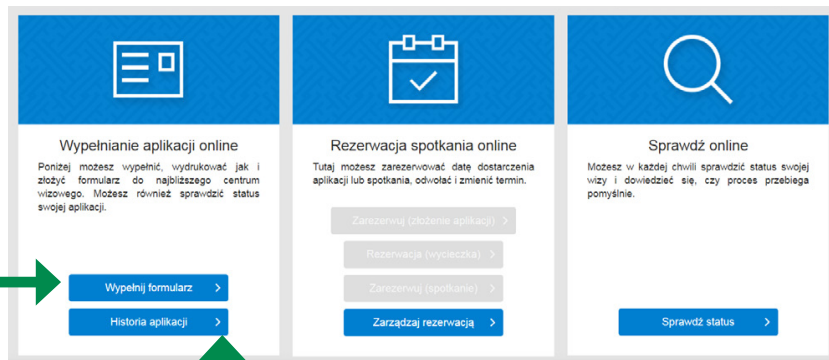 Wypełnianie aplikacji online
Poniżej możesz wypełnić, wydrukować jak i
złożyć formularz do najbliższego centrum
wizowego. Możesz również sprawdzić status
swojej aplikacji.
Wypełnij formularz
Historia aplikacji
Rezerwacja spotkania online
Tutaj możesz zarezerwować datę dostarczenia
aplikacji lub spotkania, odwołać i zmienić termin.
Zarezerwuj (złożenie aplikacji)
Rezerwacja (wycieczka)
Zarezerwuj (spotkanie)
Zarządzaj rezerwacją
Sprawdź online
Możesz w każdej chwili sprawdzić status swojej
wizy i dowiedzieć się, czy proces przebiega
pomyślnie.
Sprawdź status